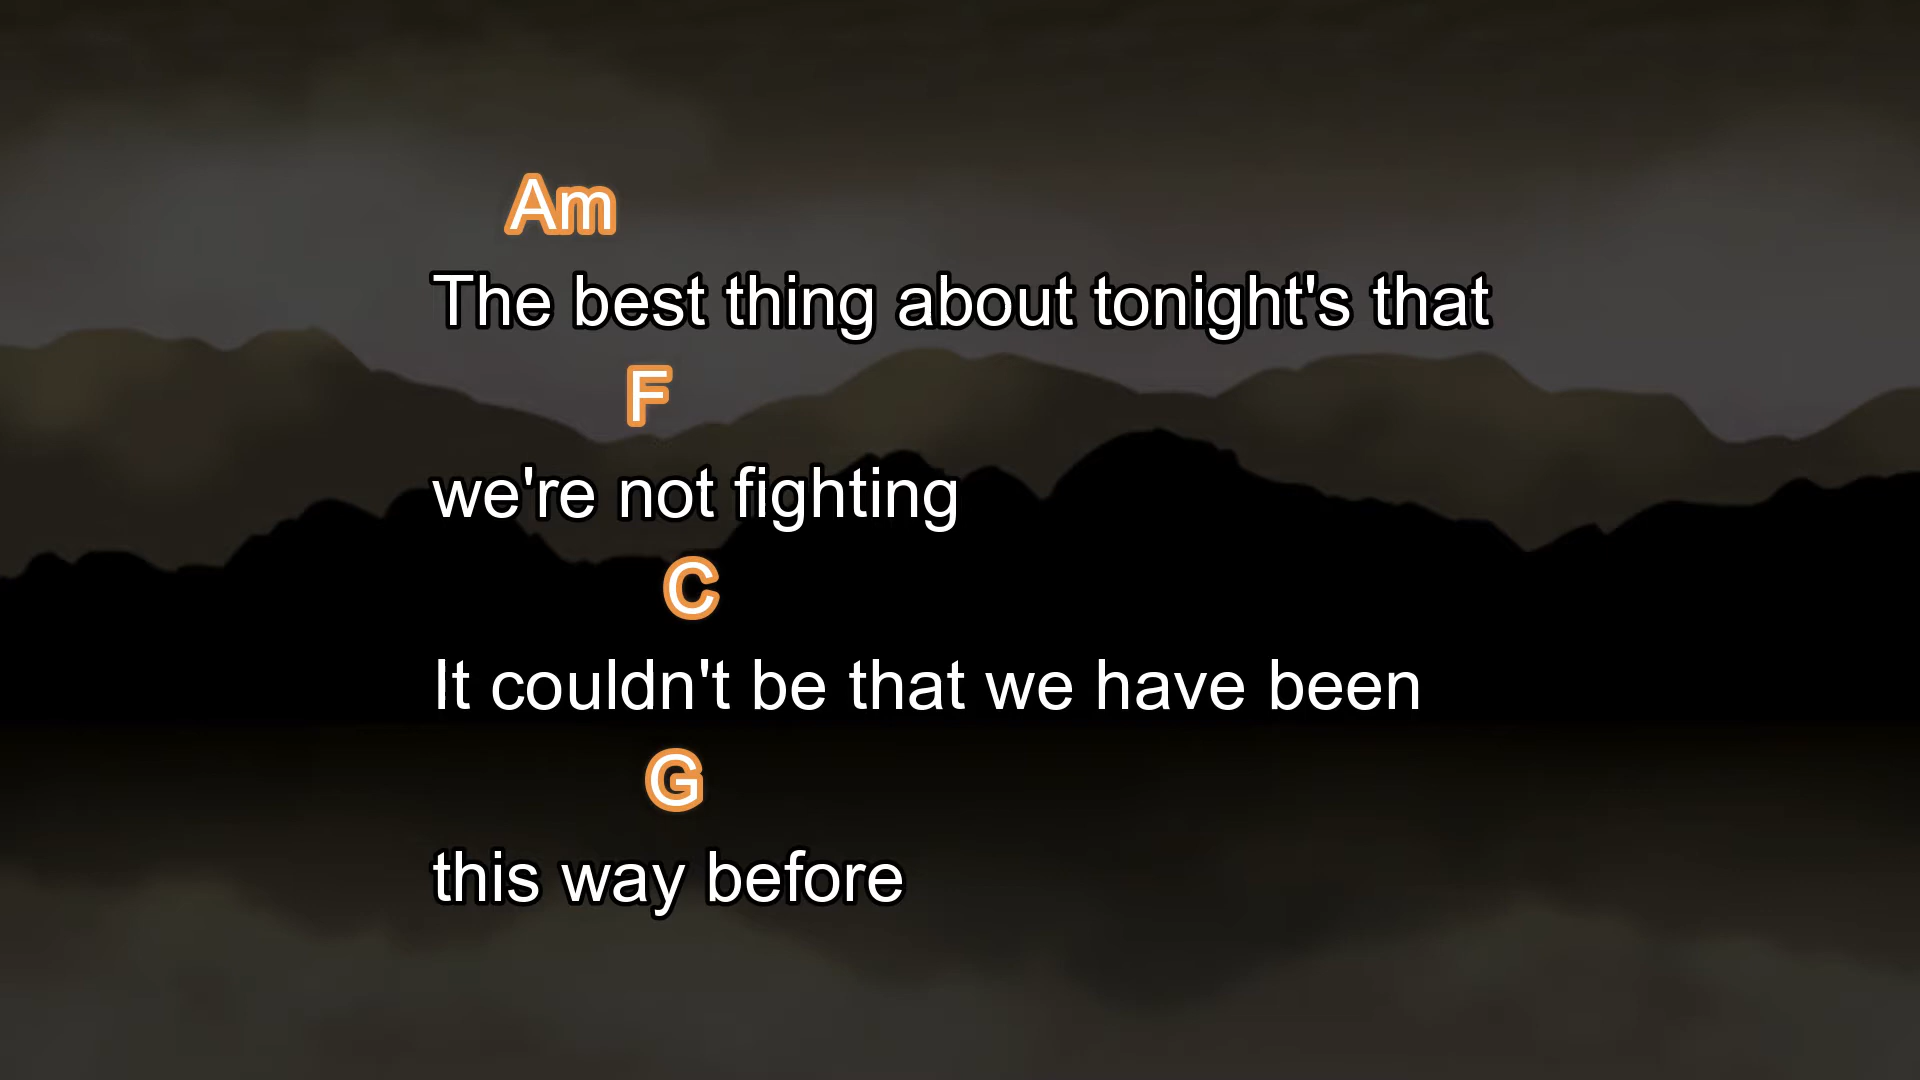 Am
The best thing about tonight's that
F
we're not fighting
C
It couldn't be that we have been
G
this way before